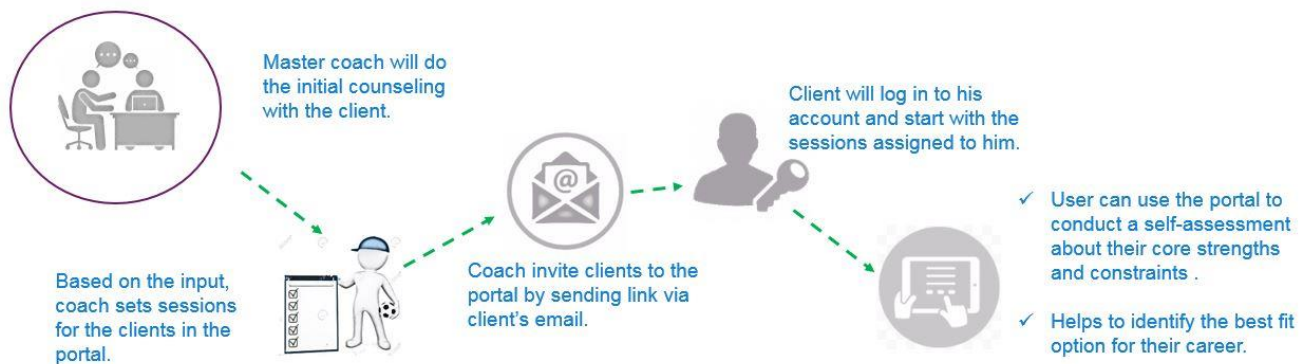 Master coach will do
the initial counseling
with the client.
Based on the input,
coach sets sessions
for the clients in the
portal.
@
Coach invite clients to the
portal by sending link via
client's email.
Client will log in to his
account and start with the
sessions assigned to him.
✓ User can use the portal to
conduct a self-assessment
about their core strengths
and constraints .
✓ Helps to identify the best fit
option for their career.